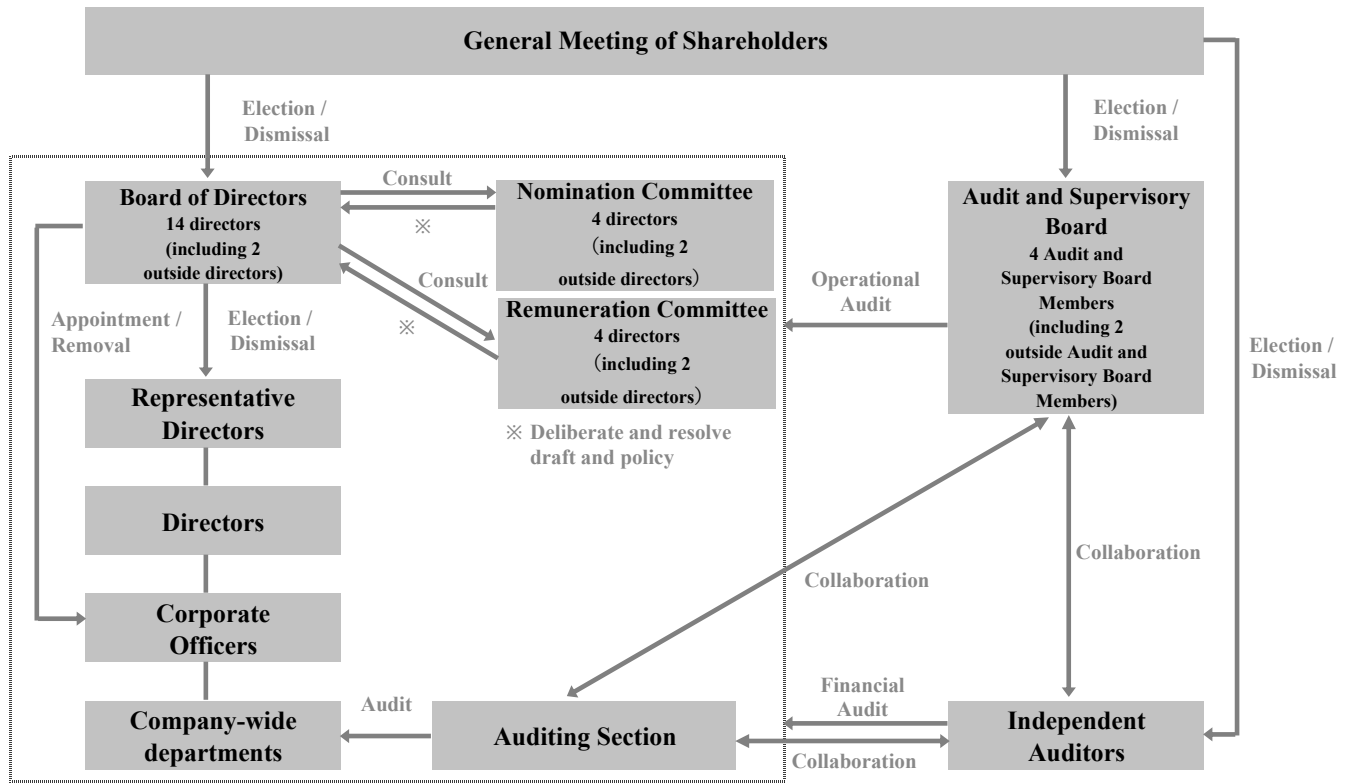 General Meeting of Shareholders
Election /
Dismissal
Election /
Dismissal
Board of Directors
14 directors
(including 2
outside directors)
Consult
※
Nomination Committee
4 directors
（including 2
outside directors）
Consult
※
Remuneration Committee
4 directors
（including 2
outside directors）
※ Deliberate and resolve
draft and policy
Audit and Supervisory
Board
4 Audit and
Supervisory Board
Members
(including 2
outside Audit and
Supervisory Board
Members)
Operational
Audit
Election /
Dismissal
Appointment /
Removal
Election /
Dismissal
Representative
Directors
Directors
Corporate
Officers
Company-wide
departments
Audit
Auditing Section
Collaboration
Collaboration
Financial
Audit
Collaboration
Independent
Auditors